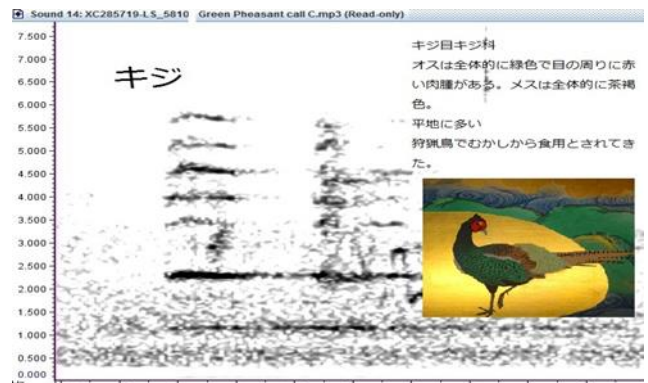 Sound 14: XC285719-LS_5810 Green Pheasant call C.mp3 (Read-only)
7.500
7.000
6.500
6.000
5.500
5.000
4.500
4.000
3.500
3.000
2.500
2.000
1.500
1.000
0.500
0.000
キジ
キジ目キジ科
オスは全体的に緑色で目の周りに赤
い肉腫がある。メスは全体的に茶褐
色。
平地に多い
狩猟鳥でむかしから食用とされてき
た。